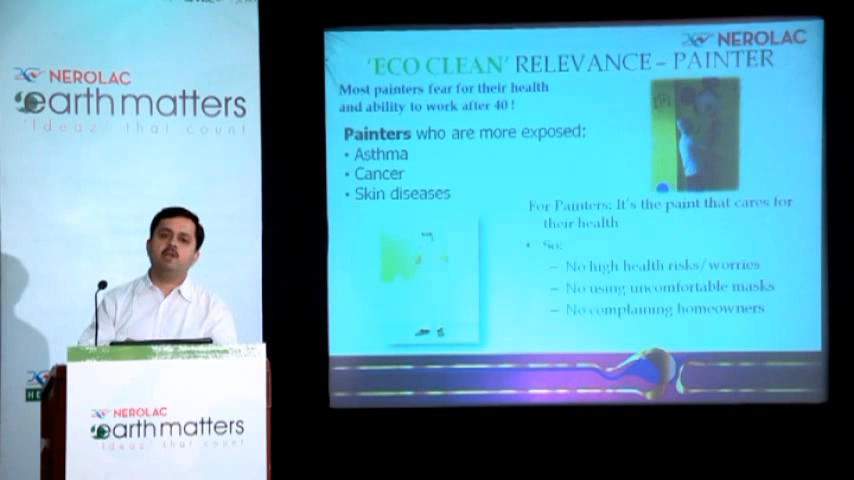 NEROLAC
earth matters
'Ideaz' that count
NEROLAC
'ECO CLEAN' RELEVANCE – PAINTER
Most painters fear for their health
and ability to work after 40 !
Painters who are more exposed:
• Asthma
• Cancer
• Skin diseases
For Painters: It's the paint that cares for
their health
• So:
– No high health risks/worries
– No using uncomfortable masks
– No complaining homeowners
NEROLAC
earth matters
'Ideaz' that count